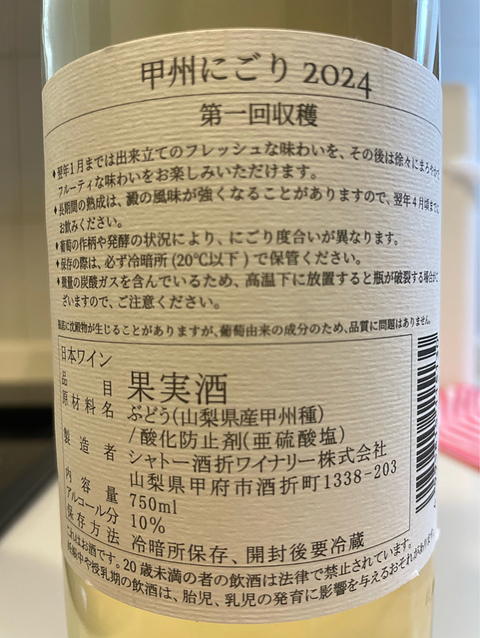 甲州にごり 2024
第一回収穫
◆翌年1月までは出来立てのフレッシュな味わいを、その後は徐々にまろやかで
フルーティな味わいをお楽しみいただけます。
◆長期間の熟成は、澱の風味が強くなることがありますので、翌年4月頃までに
お飲みください。
◆葡萄の作柄や発酵の状況により、にごり度合いが異なります。
◆保存の際は、必ず冷暗所(20℃以下)で保管ください。
◆微量の炭酸ガスを含んでいるため、高温下に放置すると瓶が破裂する場合がご
ざいますので、ご注意ください。
瓶底に沈殿物が生じることがありますが、葡萄由来の成分のため、品質に問題はありません。
日本ワイン
品目 果実酒
原材料名 ぶどう(山梨県産甲州種)
/酸化防止剤(亜硫酸塩)
製造者 シャトー酒折ワイナリー株式会社
山梨県甲府市酒折町1338-203
内容量 750ml
アルコール分 10%
保存方法 冷暗所保存、開封後要冷蔵
これはお酒です。20歳未満の者の飲酒は法律で禁止されています。
妊娠中や授乳期の飲酒は、胎児、乳児の発育に影響を与えるおそれがあります。